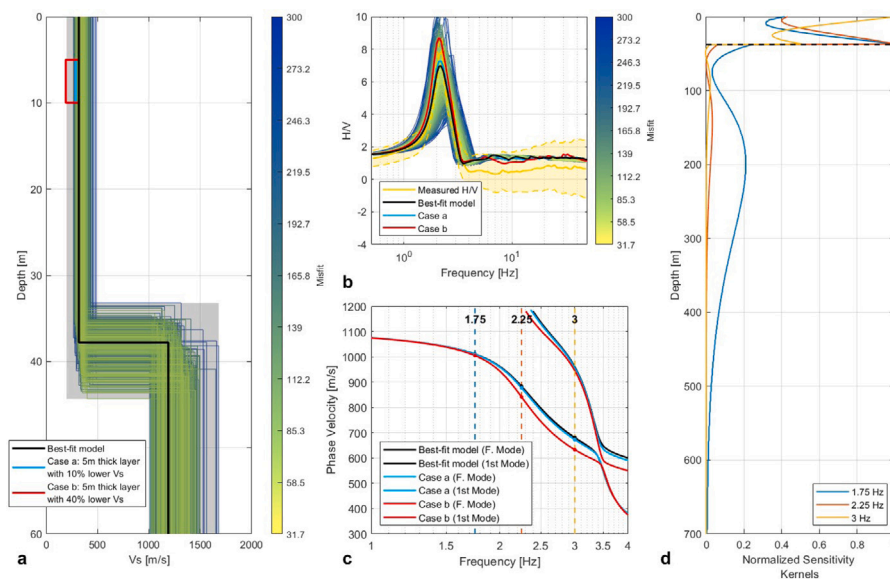 0
10
20
30
40
50
60
Depth [m]
0
500
1000
1500
2000
Vs [m/s]
Best-fit model
Case a: 5m thick layer
with 10% lower Vs
Case b: 5m thick layer
with 40% lower Vs
a
300
273.2
246.5
219.5
192.7
165.8
139
112.2
85.3
58.5
31.7
Misfit
12
10
8
6
4
2
0
-2
-4
H/V
Measured H/V
Best-fit model
Case a
Case b
10⁰
10¹
Frequency [Hz]
b
300
273.2
246.5
219.5
192.7
165.8
139
112.2
85.5
58.5
31.7
Misfit
1200
1100
1000
900
800
700
600
500
400
300
Phase Velocity [m/s]
1.75
2.25
3
Best-fit model (F. Mode)
Best-fit model (1st Mode)
Case a (F. Mode)
Case a (1st Mode)
Case b (F. Mode)
Case b (1st Mode)
1
1.5
2
2.5
3
3.5
4
Frequency [Hz]
c
0
100
200
300
400
500
600
700
Depth [m]
1.75 Hz
2.25 Hz
3 Hz
0
0.2
0.4
0.6
0.8
Normalized Sensitivity
Kernels
d